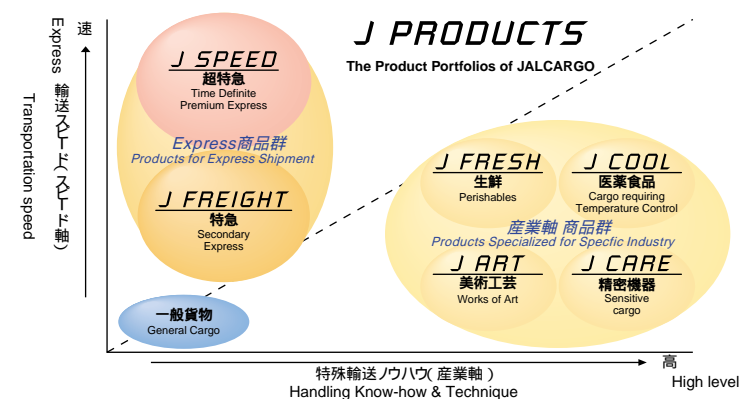 J PRODUCTS
The Product Portfolios of JALCARGO
速
Express 輸送スピード(スピード軸)
Transportation speed
J SPEED
超特急
Time Definite
Premium Express
Express商品群
Products for Express Shipment
J FREIGHT
特急
Secondary
Express
一般貨物
General Cargo
J FRESH
生鮮
Perishables
J COOL
医薬食品
Cargo requiring
Temperature Control
産業軸 商品群
Products Specialized for Specfic Industry
J ART
美術工芸
Works of Art
J CARE
精密機器
Sensitive
cargo
特殊輸送ノウハウ(産業軸)
Handling Know-how & Technique
高
High level